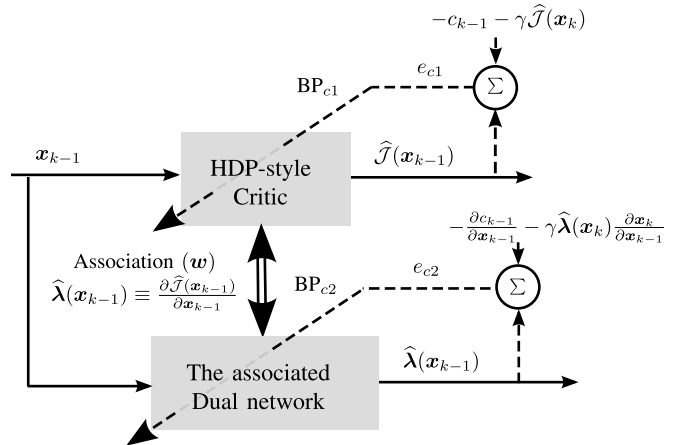 $-c_{k-1} - \gamma \widehat{\mathcal{J}}(\boldsymbol{x}_k)$
BP$_{c1}$
$e_{c1}$
$\Sigma$
$\boldsymbol{x}_{k-1}$
HDP-style
Critic
$\widehat{\mathcal{J}}(\boldsymbol{x}_{k-1})$
$-\frac{\partial c_{k-1}}{\partial \boldsymbol{x}_{k-1}} - \gamma \widehat{\boldsymbol{\lambda}}(\boldsymbol{x}_k) \frac{\partial \boldsymbol{x}_k}{\partial \boldsymbol{x}_{k-1}}$
Association ($\boldsymbol{w}$)
$\widehat{\boldsymbol{\lambda}}(\boldsymbol{x}_{k-1}) \equiv \frac{\partial \widehat{\mathcal{J}}(\boldsymbol{x}_{k-1})}{\partial \boldsymbol{x}_{k-1}}$
BP$_{c2}$
$e_{c2}$
$\Sigma$
The associated
Dual network
$\widehat{\boldsymbol{\lambda}}(\boldsymbol{x}_{k-1})$